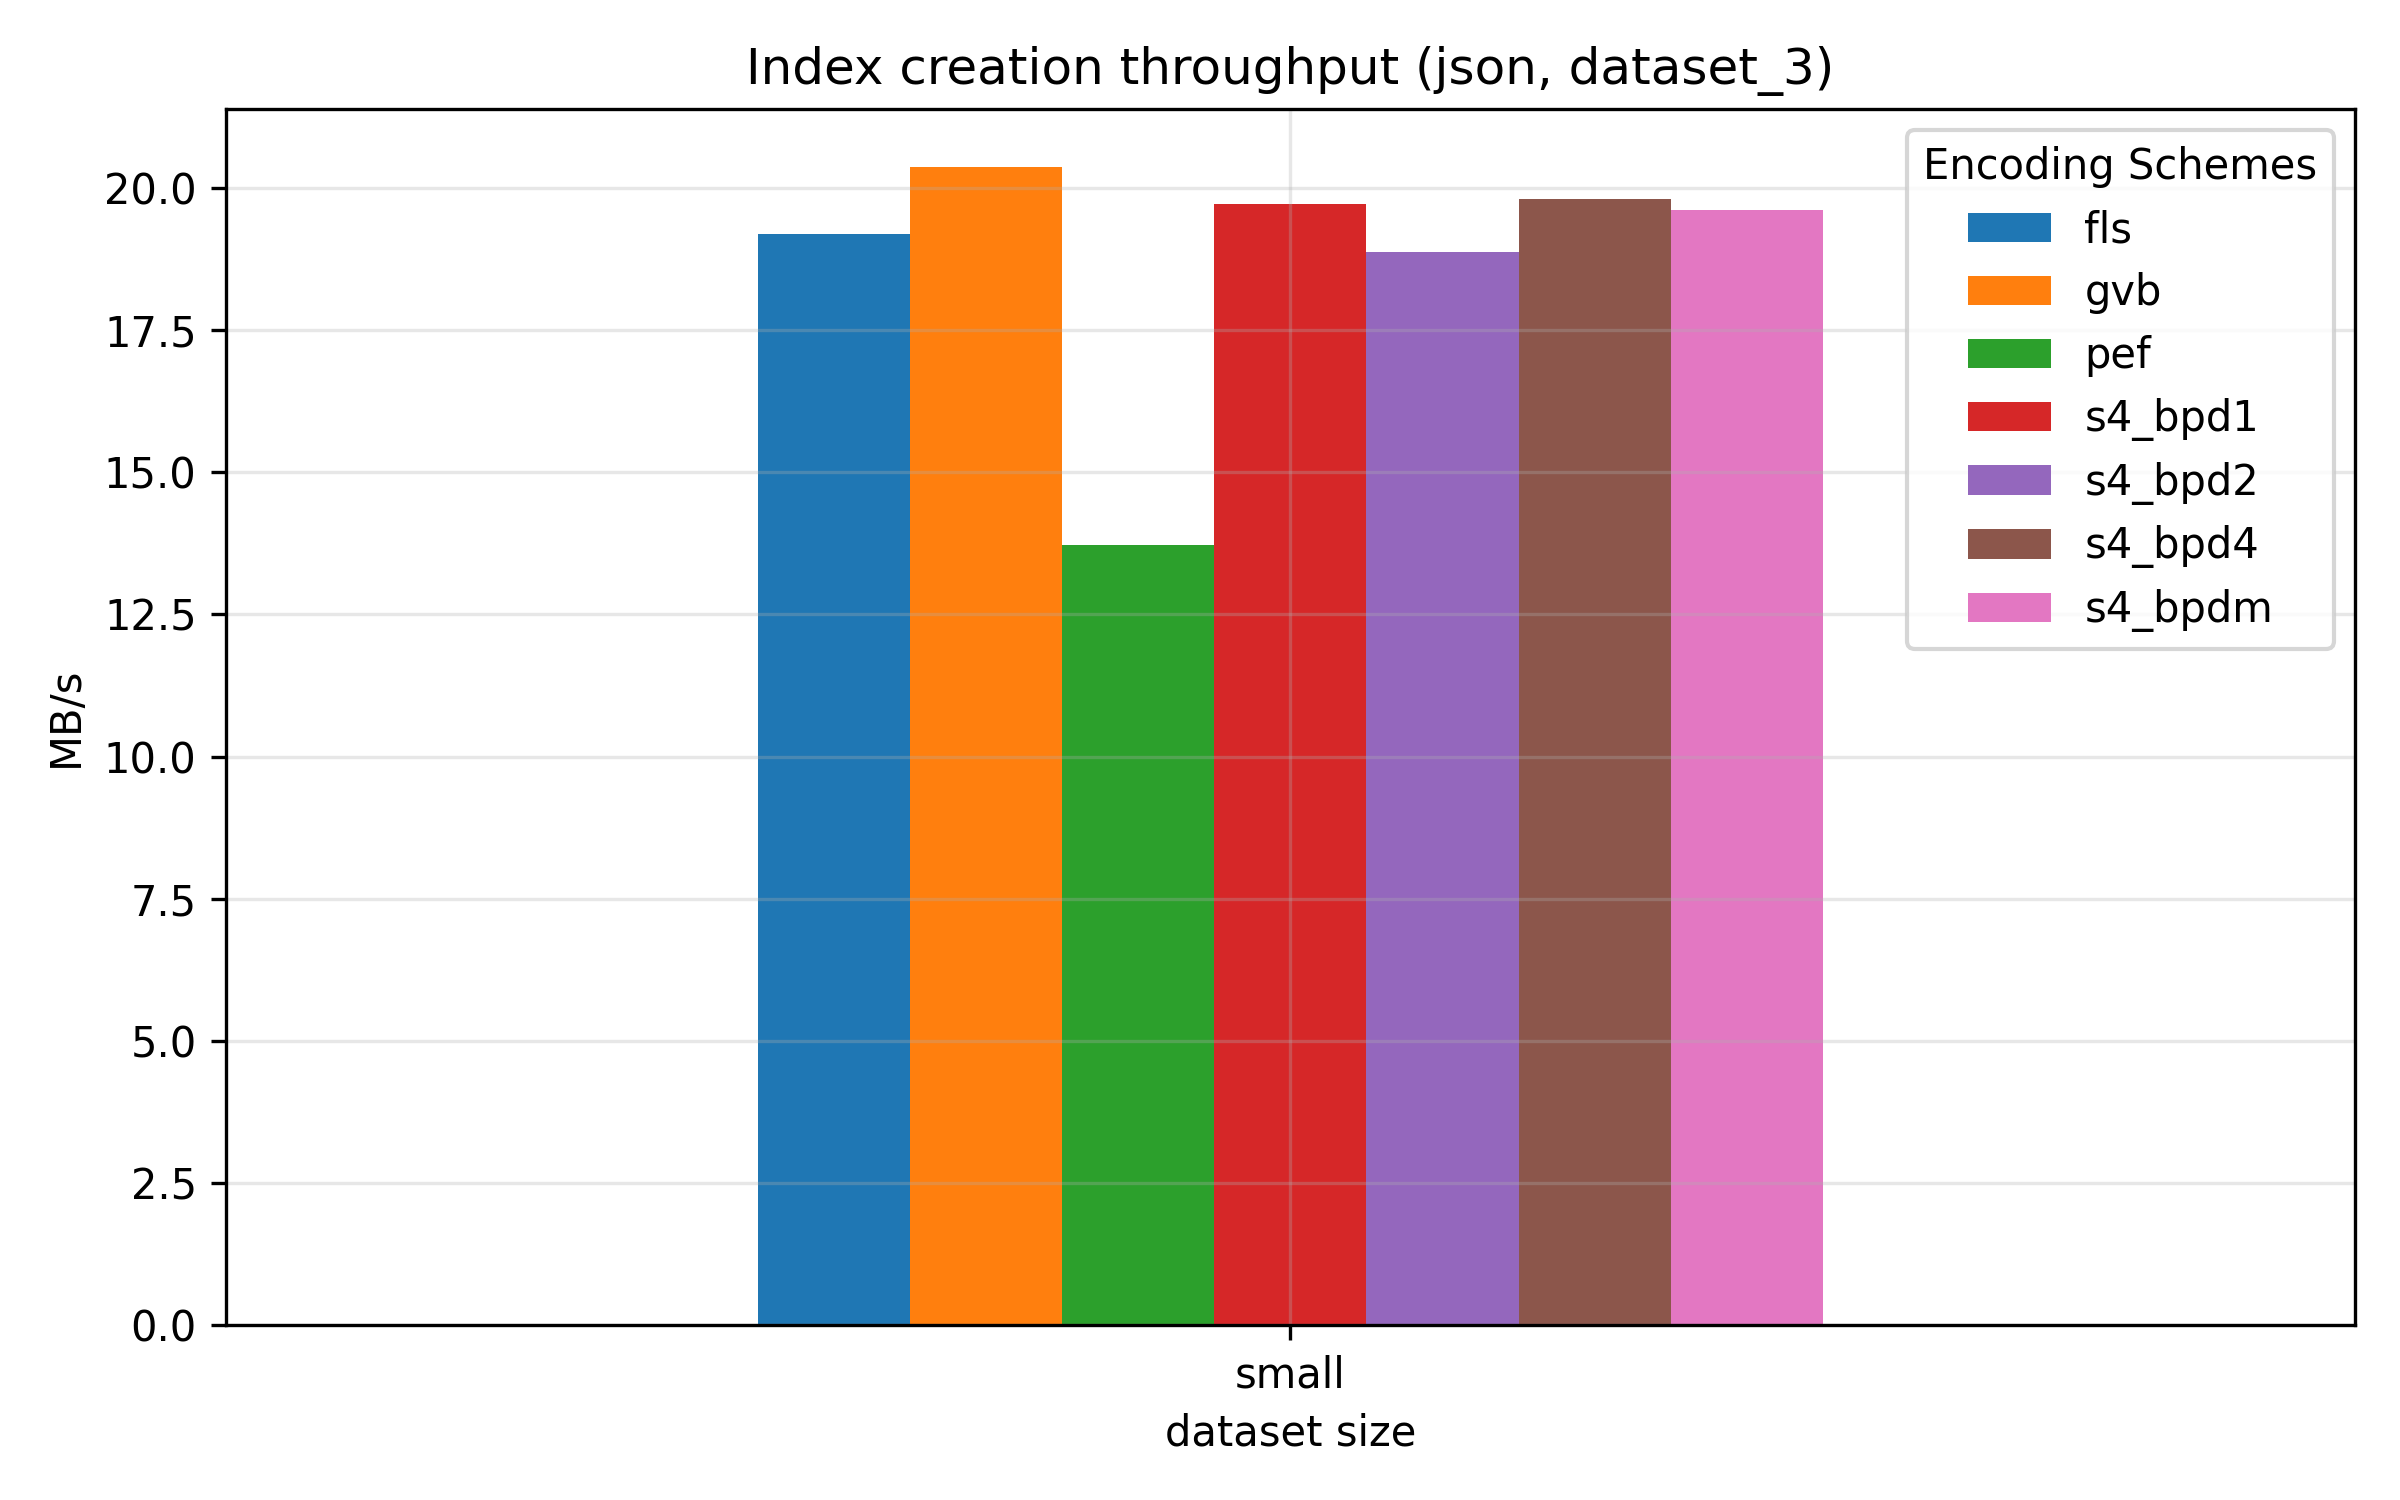 Index creation throughput (json, dataset_3)
Encoding Schemes
fls
gvb
pef
s4_bpd1
s4_bpd2
s4_bpd4
s4_bpdm
20.0
17.5
15.0
12.5
10.0
7.5
5.0
2.5
0.0
MB/s
small
dataset size